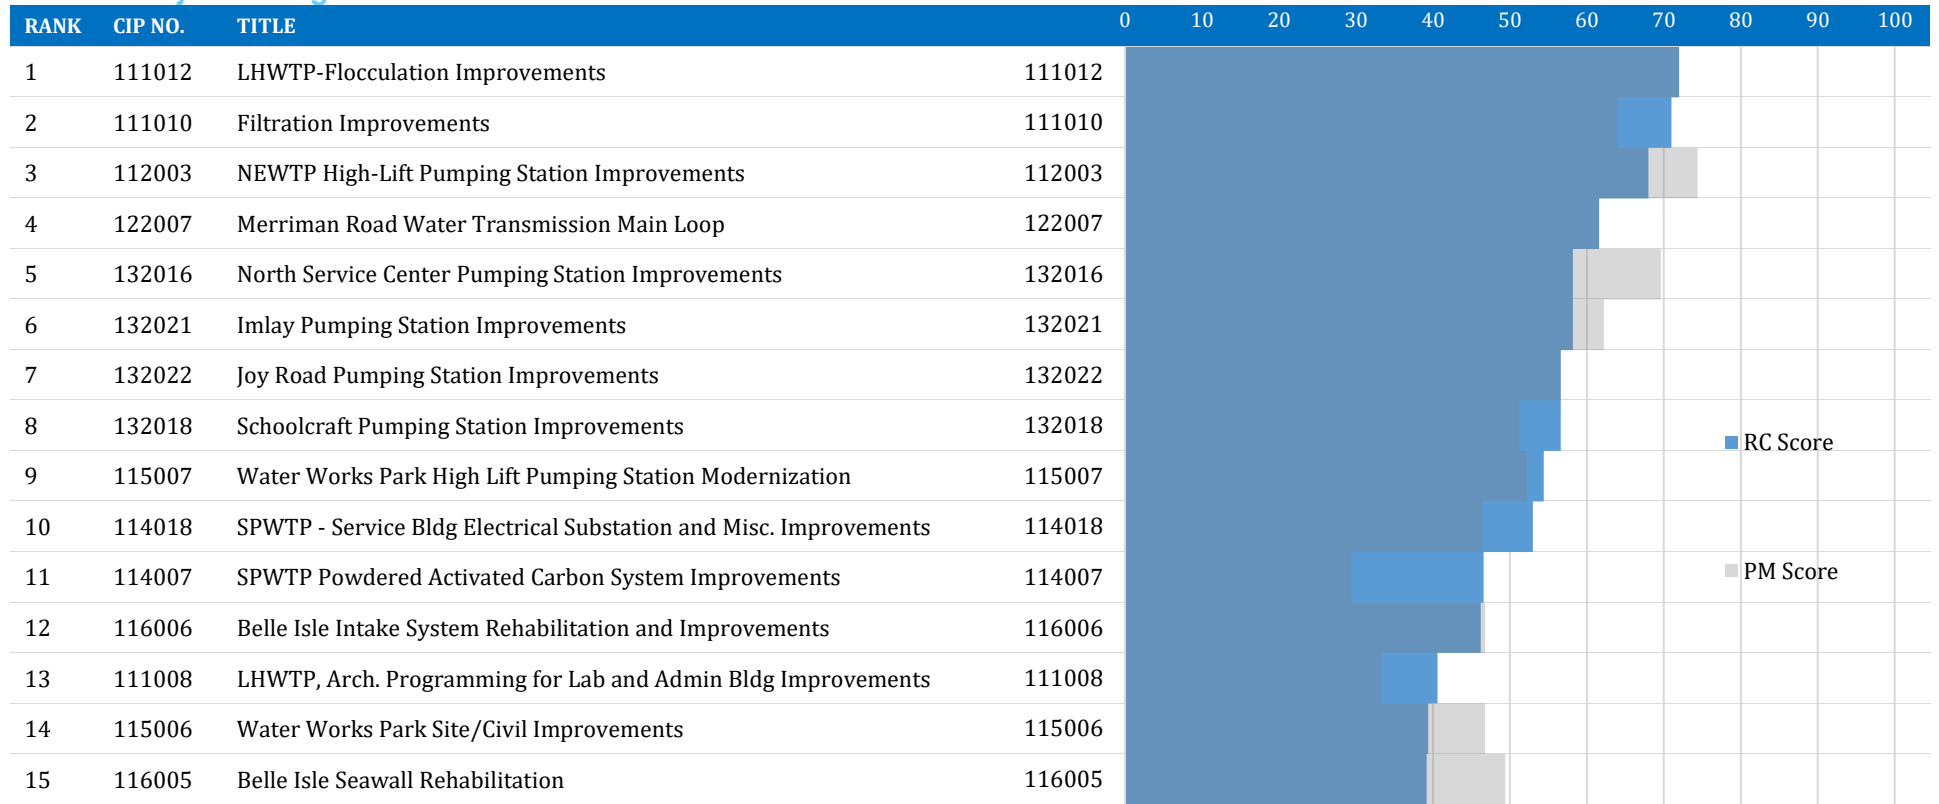 RANK CIP NO. TITLE 0 10 20 30 40 50 60 70 80 90 100
1 111012 LHWTP-Flocculation Improvements 111012
2 111010 Filtration Improvements 111010
3 112003 NEWTP High-Lift Pumping Station Improvements 112003
4 122007 Merriman Road Water Transmission Main Loop 122007
5 132016 North Service Center Pumping Station Improvements 132016
6 132021 Imlay Pumping Station Improvements 132021
7 132022 Joy Road Pumping Station Improvements 132022
8 132018 Schoolcraft Pumping Station Improvements 132018
RC Score
9 115007 Water Works Park High Lift Pumping Station Modernization 115007
10 114018 SPWTP - Service Bldg Electrical Substation and Misc. Improvements 114018
11 114007 SPWTP Powdered Activated Carbon System Improvements 114007
PM Score
12 116006 Belle Isle Intake System Rehabilitation and Improvements 116006
13 111008 LHWTP, Arch. Programming for Lab and Admin Bldg Improvements 111008
14 115006 Water Works Park Site/Civil Improvements 115006
15 116005 Belle Isle Seawall Rehabilitation 116005